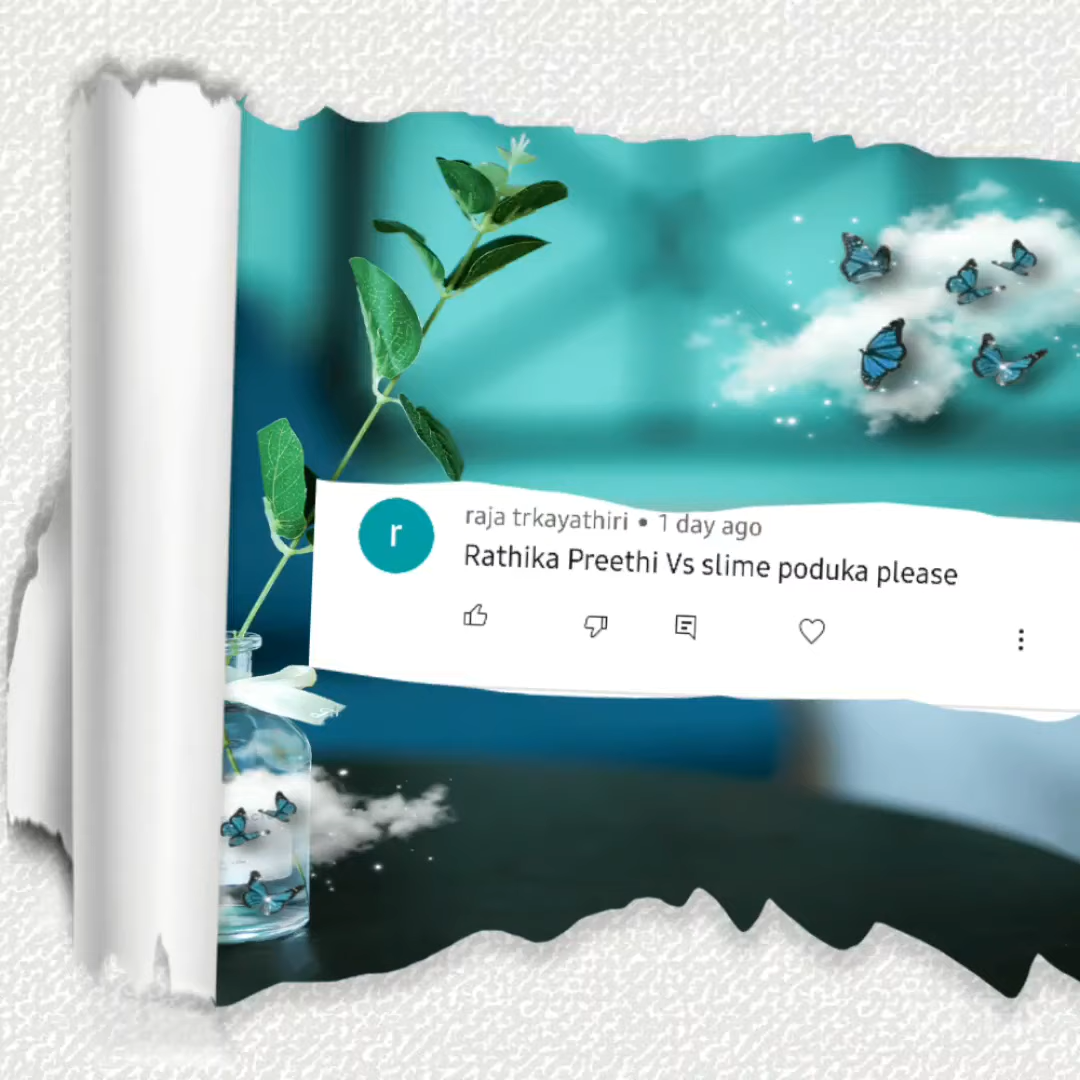 r
raja trkayathiri • 1 day ago
Rathika Preethi Vs slime poduka please